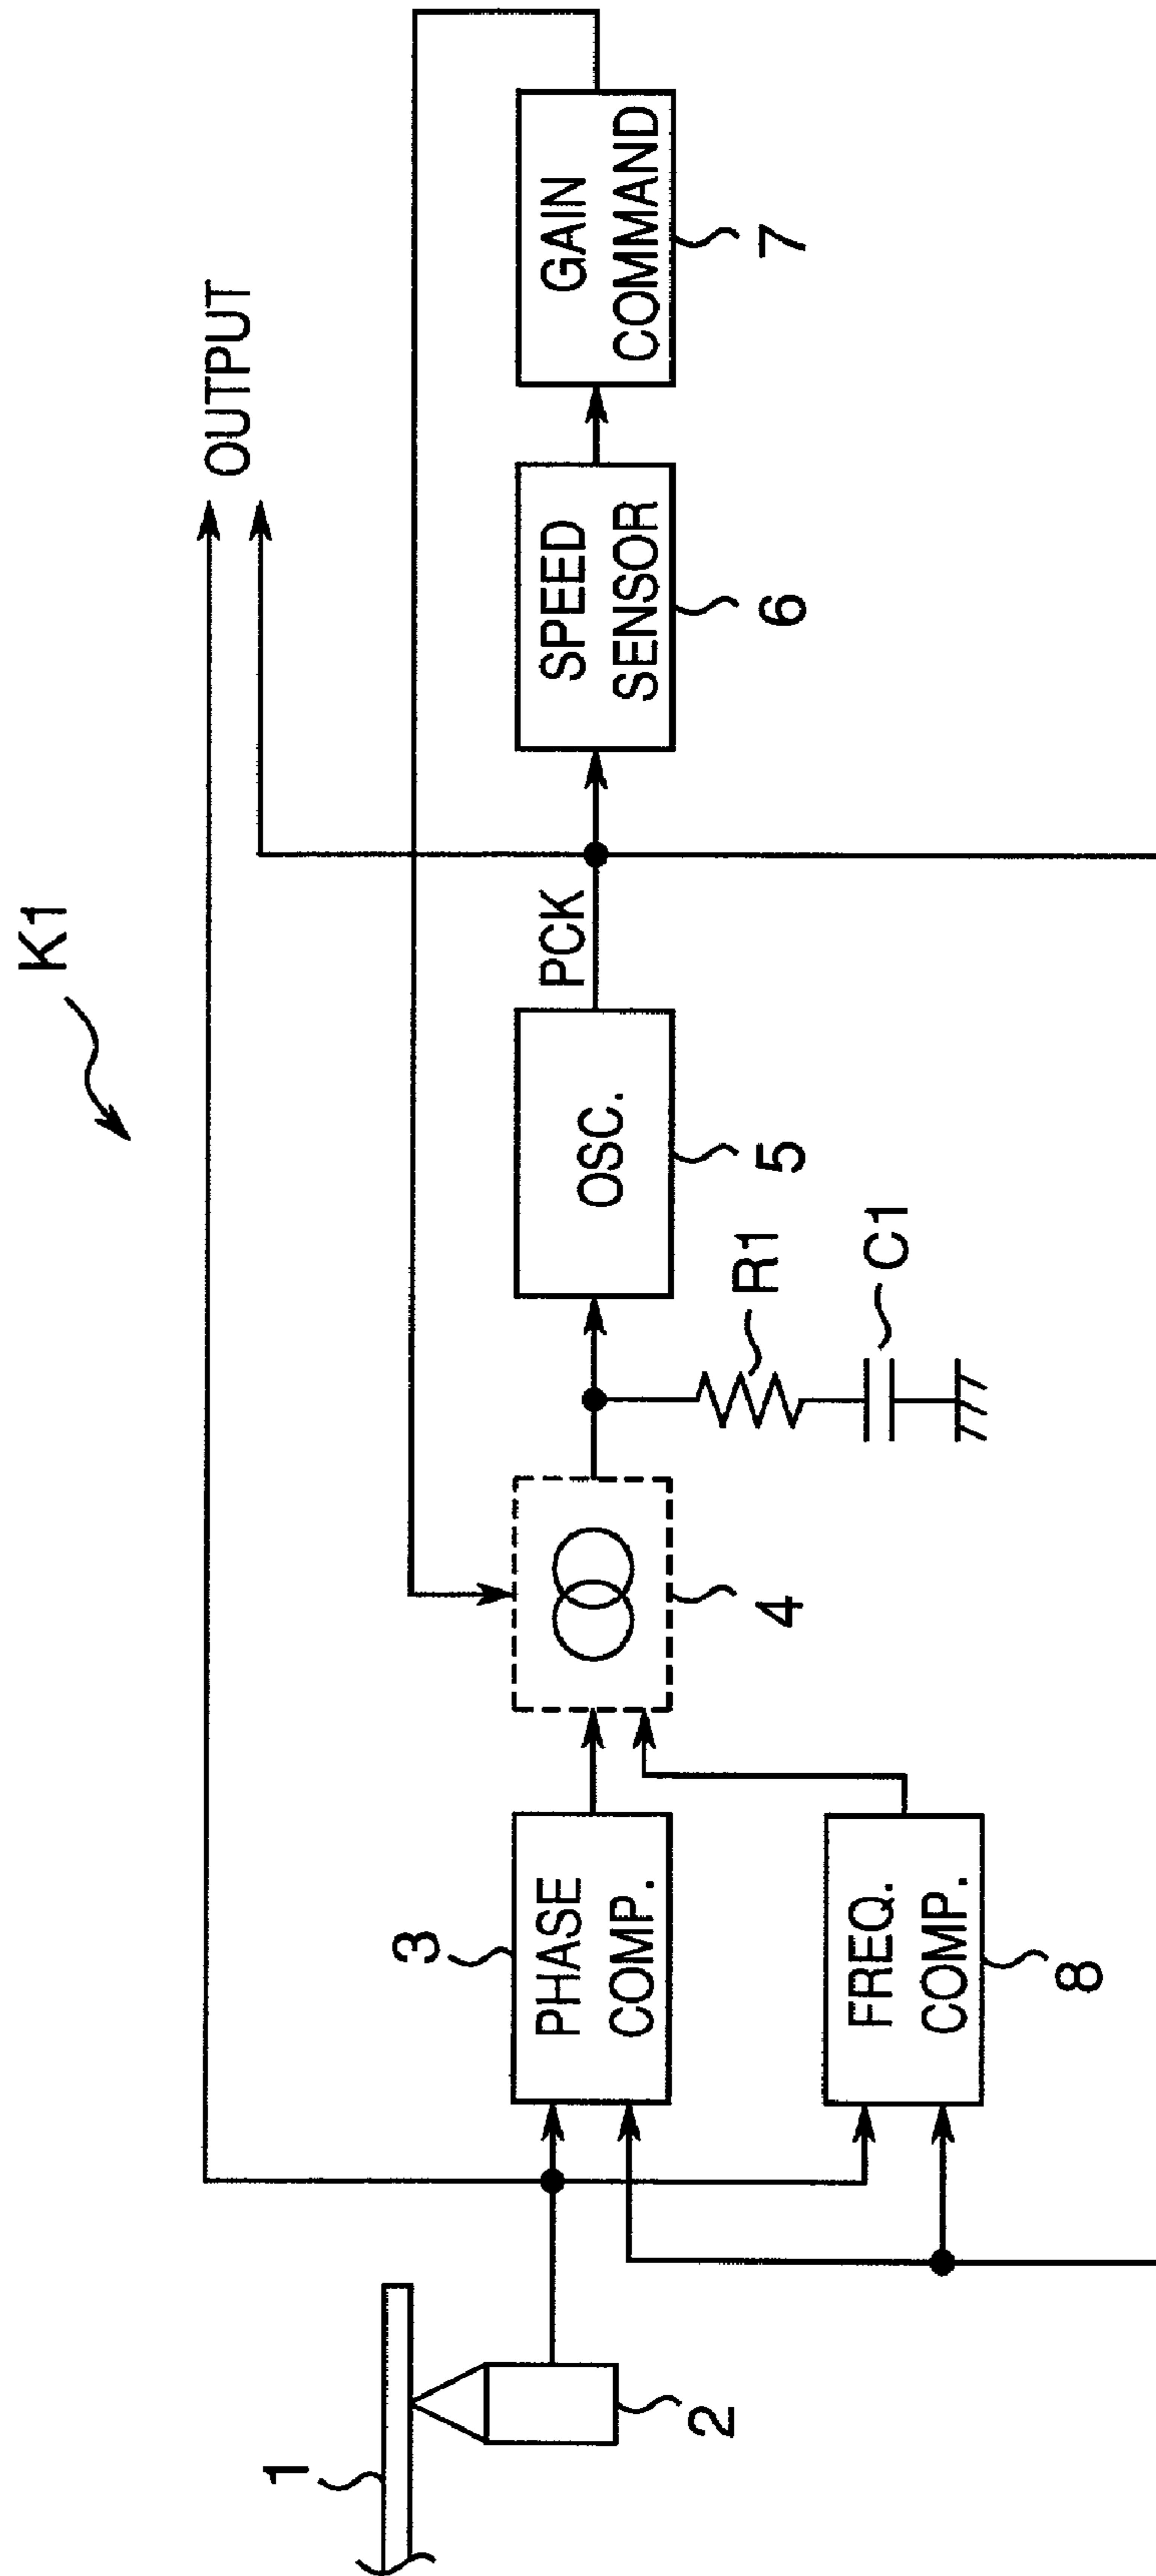 K1
OUTPUT
1
2
3
PHASE
COMP.
4
R1
C1
OSC.
5
PCK
SPEED
SENSOR
6
GAIN
COMMAND
7
FREQ.
COMP.
8